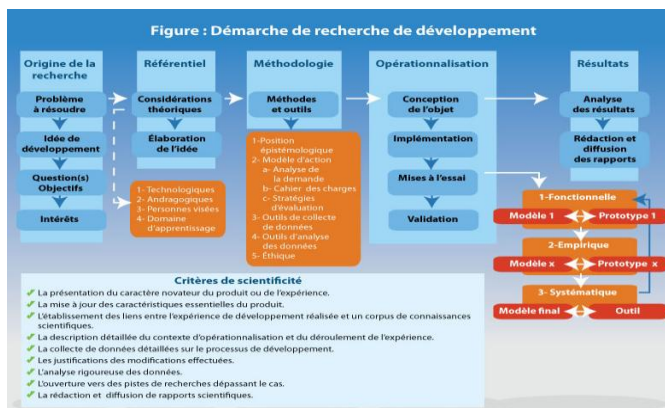 Figure : Démarche de recherche de développement
Origine de la
recherche
Problème
à résoudre
Idée de
développement
Question(s)
Objectifs
Intérêts
Référentiel
Considérations
théoriques
Élaboration
de l'idée
1- Technologiques
2- Andragogiques
3- Personnes visées
4- Domaine
d'apprentissage
Méthodologie
Méthodes
et outils
1-Position
épistémologique
2- Modèle d'action
a- Analyse de
la demande
b- Cahier des charges
c- Stratégies
d'évaluation
3- Outils de collecte
de données
4- Outils d'analyse
des données
5- Éthique
Opérationnalisation
Conception
de l'objet
Implémentation
Mises à l'essai
Validation
Résultats
Analyse
des résultats
Rédaction et
diffusion
des rapports
1-Fonctionnelle
Modèle 1
Prototype 1
2-Empirique
Modèle x
Prototype x
3- Systématique
Modèle final
Outil
Critères de scientificité
La présentation du caractère novateur du produit ou de l'expérience.
La mise à jour des caractéristiques essentielles du produit.
L'établissement des liens entre l'expérience de développement réalisée et un corpus de connaissances
scientifiques.
La description détaillée du contexte d'opérationnalisation et du déroulement de l'expérience.
La collecte de données détaillées sur le processus de développement.
Les justifications des modifications effectuées.
L'analyse rigoureuse des données.
L'ouverture vers des pistes de recherches dépassant le cas.
La rédaction et diffusion de rapports scientifiques.